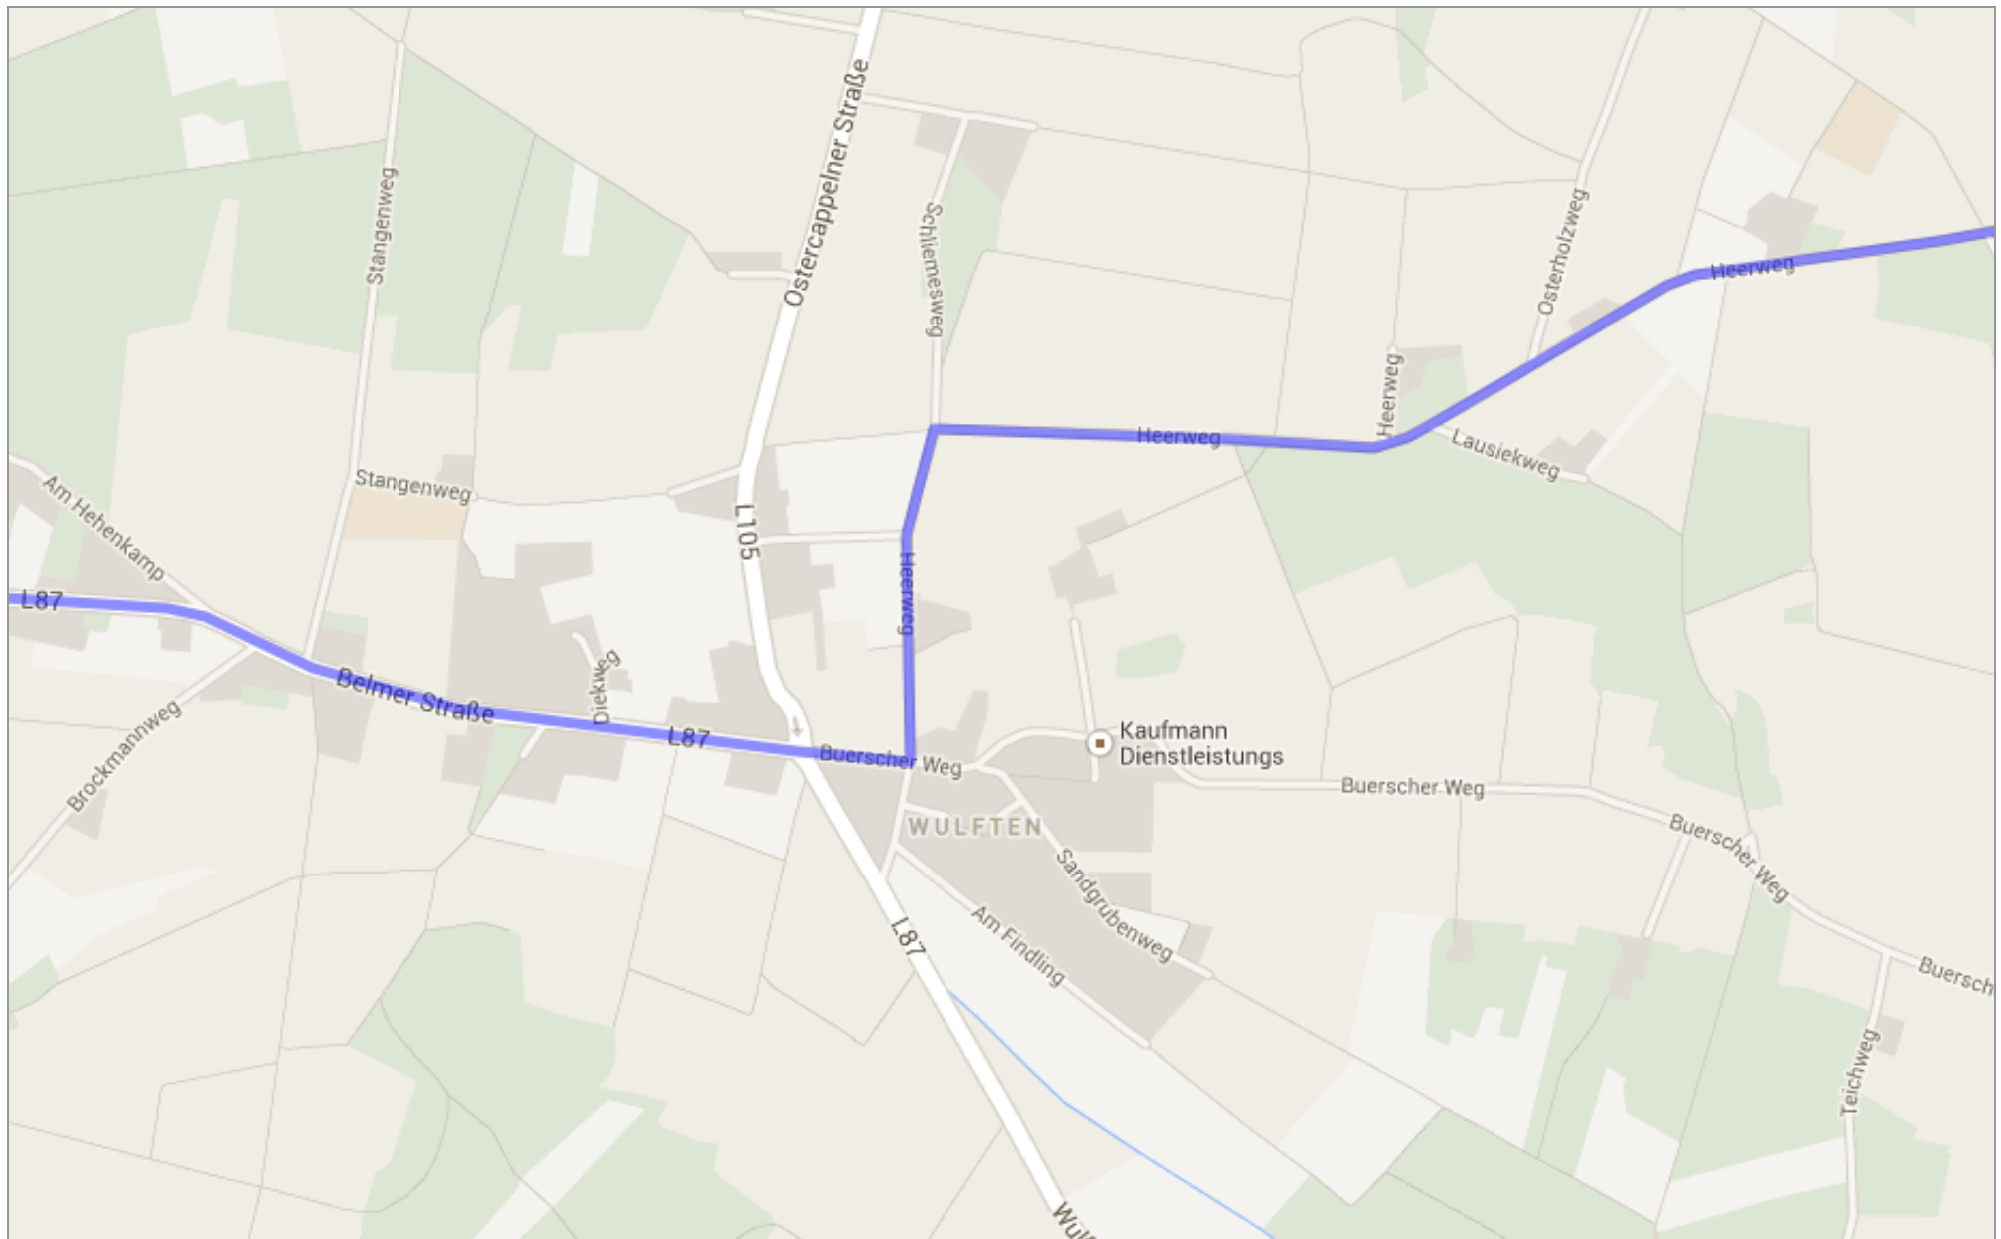 Ostercappelner Straße
Stangenweg
Schliemesweg
Osterholzweg
Heerweg
Heerweg
Heerweg
Lausiekweg
Stangenweg
Am Hehenkamp
L105
Heerweg
L87
Belmer Straße
Diekweg
L87
Brockmannweg
Buerscher Weg
Kaufmann
Dienstleistungs
Buerscher Weg
WULFTEN
Buerscher Weg
Sandgrubenweg
Am Findling
L87
Buersch
Teichweg